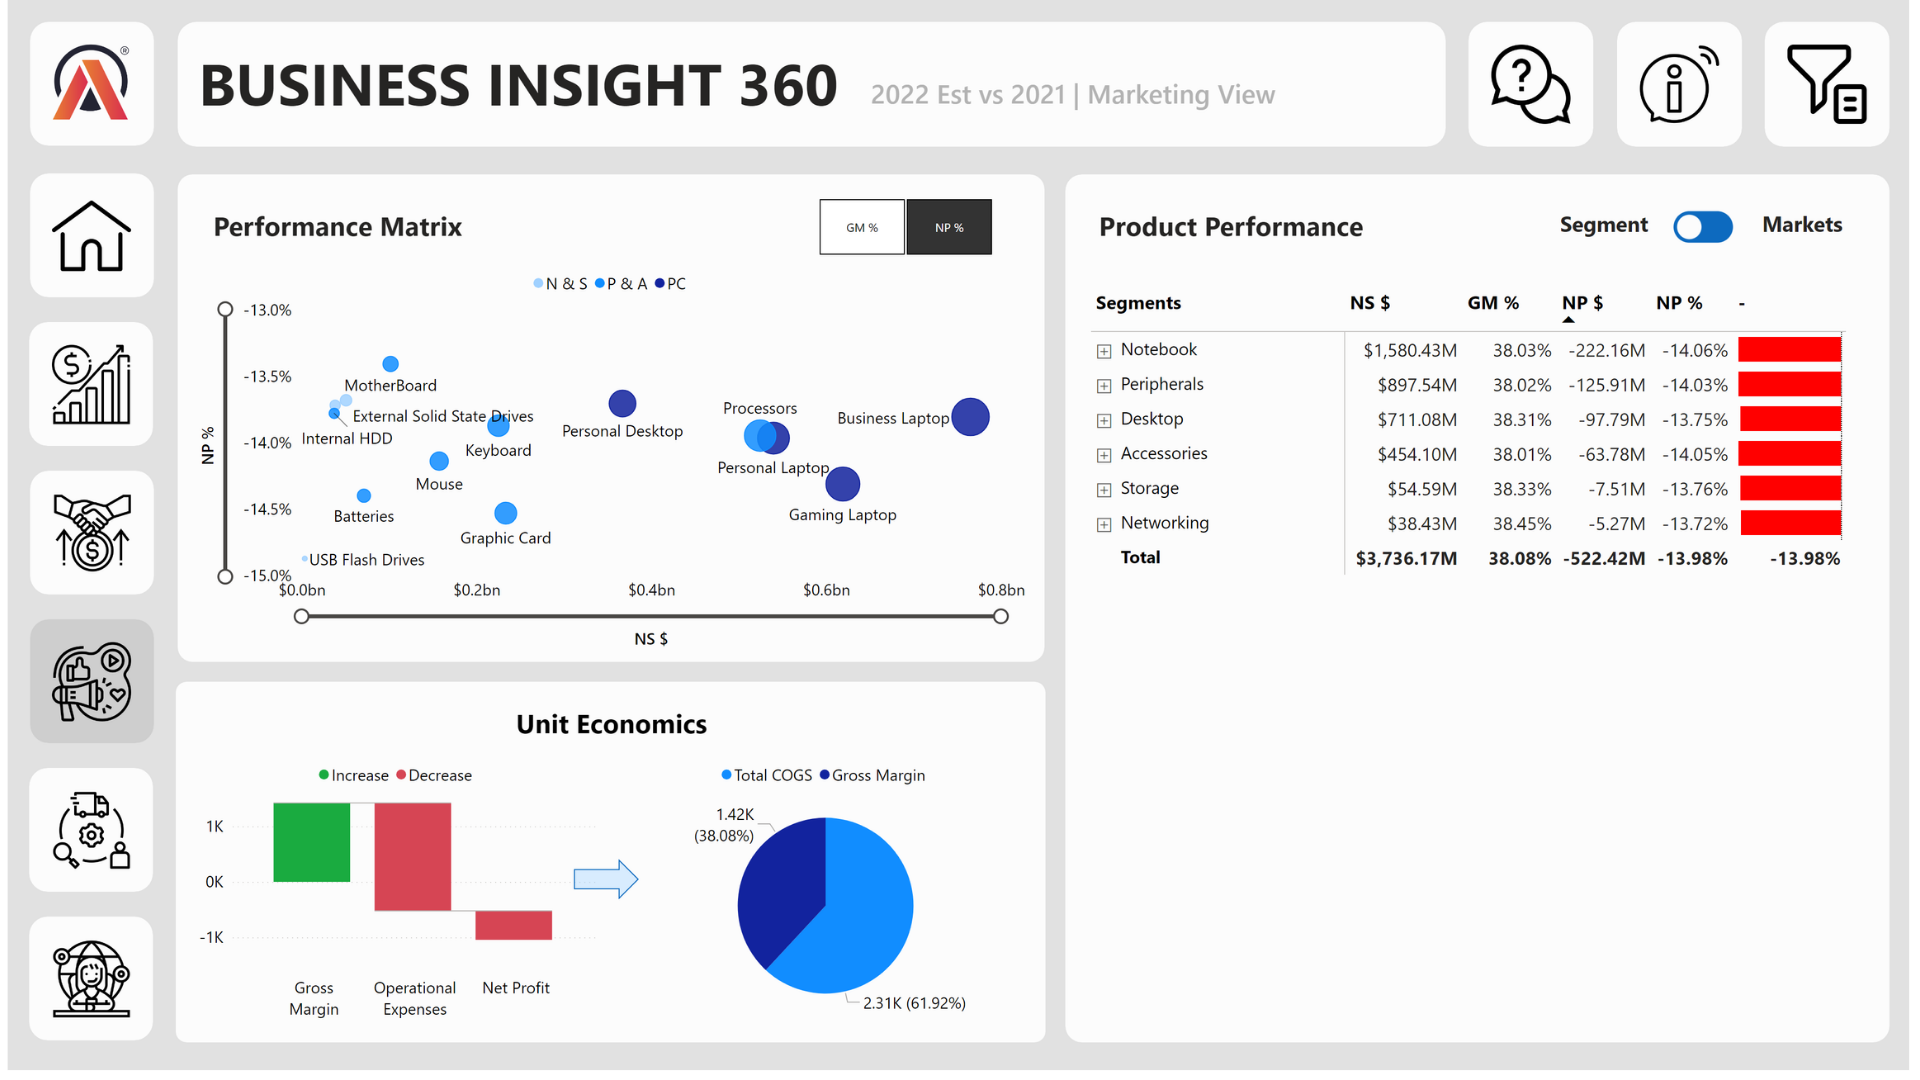 ®
BUSINESS INSIGHT 360
2022 Est vs 2021 | Marketing View
?
i
Performance Matrix
GM %
NP %
N & S
P & A
PC
-13.0%
-13.5%
-14.0%
-14.5%
-15.0%
NP %
MotherBoard
External Solid State Drives
Internal HDD
Keyboard
Mouse
Batteries
Graphic Card
USB Flash Drives
Personal Desktop
Processors
Personal Laptop
Business Laptop
Gaming Laptop
$0.0bn
$0.2bn
$0.4bn
$0.6bn
$0.8bn
NS $
Unit Economics
Increase
Decrease
1K
0K
-1K
Gross
Margin
Operational
Expenses
Net Profit
Total COGS
Gross Margin
1.42K
(38.08%)
2.31K (61.92%)
Product Performance
Segment
Markets
Segments NS $ GM % NP $ NP % -
Notebook $1,580.43M 38.03% -222.16M -14.06%
Peripherals $897.54M 38.02% -125.91M -14.03%
Desktop $711.08M 38.31% -97.79M -13.75%
Accessories $454.10M 38.01% -63.78M -14.05%
Storage $54.59M 38.33% -7.51M -13.76%
Networking $38.43M 38.45% -5.27M -13.72%
Total $3,736.17M 38.08% -522.42M -13.98% -13.98%